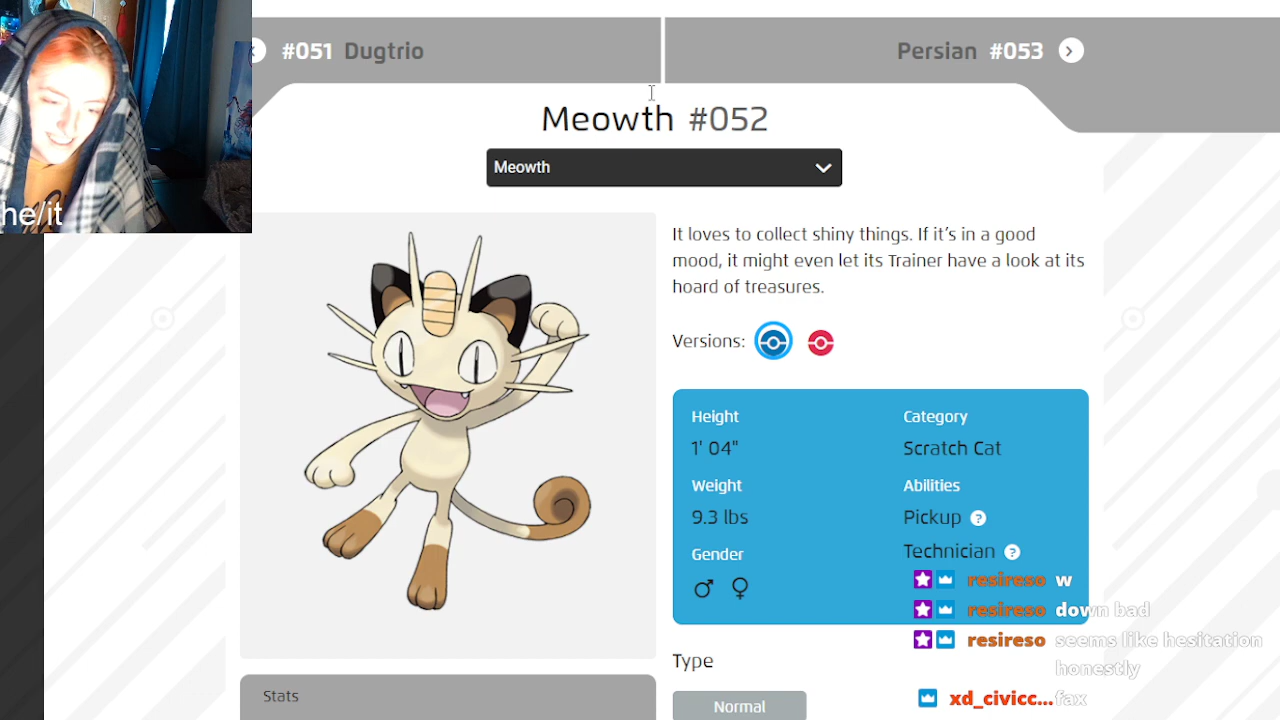 #051 Dugtrio
Persian #053
Meowth #052
Meowth
he/it
It loves to collect shiny things. If it's in a good
mood, it might even let its Trainer have a look at its
hoard of treasures.
Versions:
Height
1' 04"
Weight
9.3 lbs
Gender
Category
Scratch Cat
Abilities
Pickup ?
Technician ?
resireso w
resireso down bad
resireso seems like hesitation
honestly
xd_civicc... fax
Type
Normal
Stats